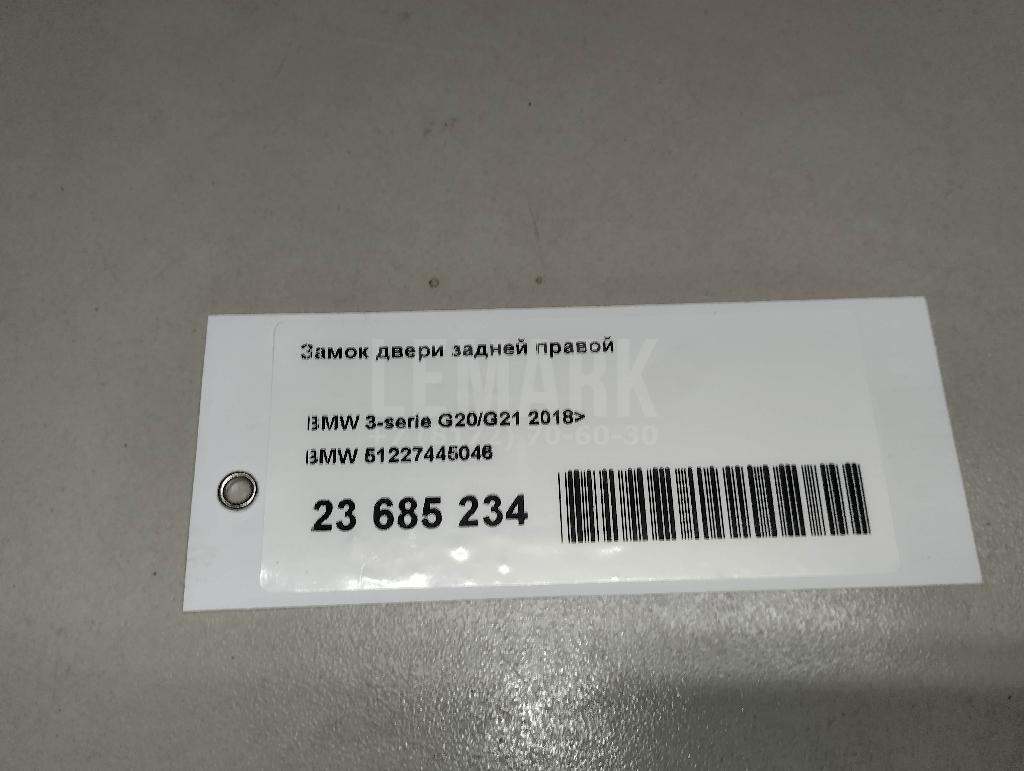 Замок двери задней правой
LEMARK
BMW 3-serie G20/G21 2018>
BMW 51227445046
23 685 234